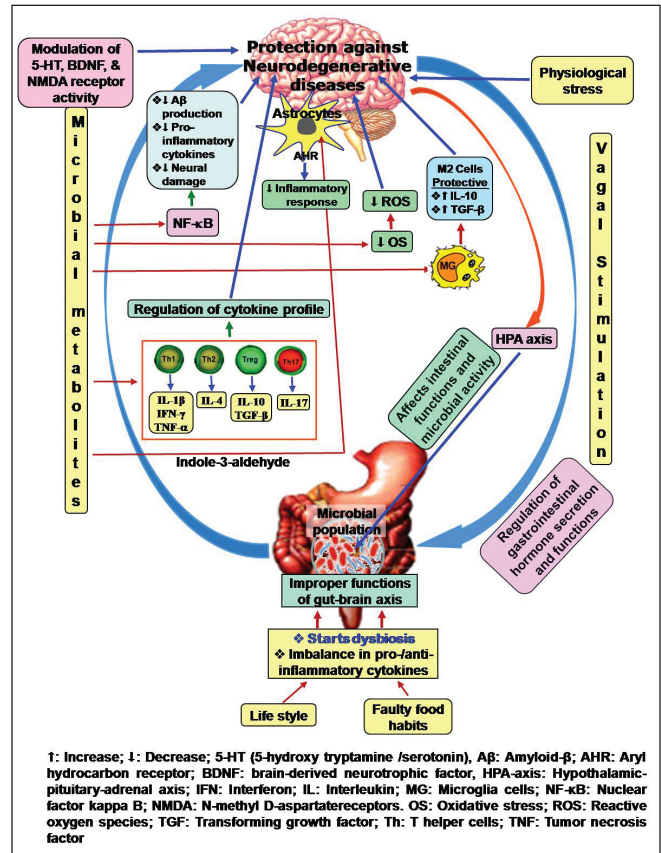 Modulation of
5-HT, BDNF, &
NMDA receptor
activity
Protection against
Neurodegenerative
diseases
Physiological
stress
Microbial metabolites
Vagal Stimulation
❖↓ Aβ
production
❖↓ Pro-
inflammatory
cytokines
❖↓ Neural
damage
NF-κB
Astrocytes
AHR
↓ Inflammatory
response
↓ ROS
↓ OS
M2 Cells
Protective
❖↑ IL-10
❖↑ TGF-β
MG
HPA axis
Regulation of cytokine profile
Th1
Th2
Treg
Th17
IL-1β
IFN-γ
TNF-α
IL-4
IL-10
TGF-β
IL-17
Indole-3-aldehyde
Affects intestinal
functions and
microbial activity
Regulation of
gastrointestinal
hormone secretion
and functions
Microbial
population
Improper functions
of gut-brain axis
❖ Starts dysbiosis
❖ Imbalance in pro-/anti-
inflammatory cytokines
Life style
Faulty food
habits
↑: Increase; ↓: Decrease; 5-HT (5-hydroxy tryptamine /serotonin), Aβ: Amyloid-β; AHR: Aryl
hydrocarbon receptor; BDNF: brain-derived neurotrophic factor, HPA-axis: Hypothalamic-
pituitary-adrenal axis; IFN: Interferon; IL: Interleukin; MG: Microglia cells; NF-κB: Nuclear
factor kappa B; NMDA: N-methyl D-aspartatereceptors. OS: Oxidative stress; ROS: Reactive
oxygen species; TGF: Transforming growth factor; Th: T helper cells; TNF: Tumor necrosis
factor